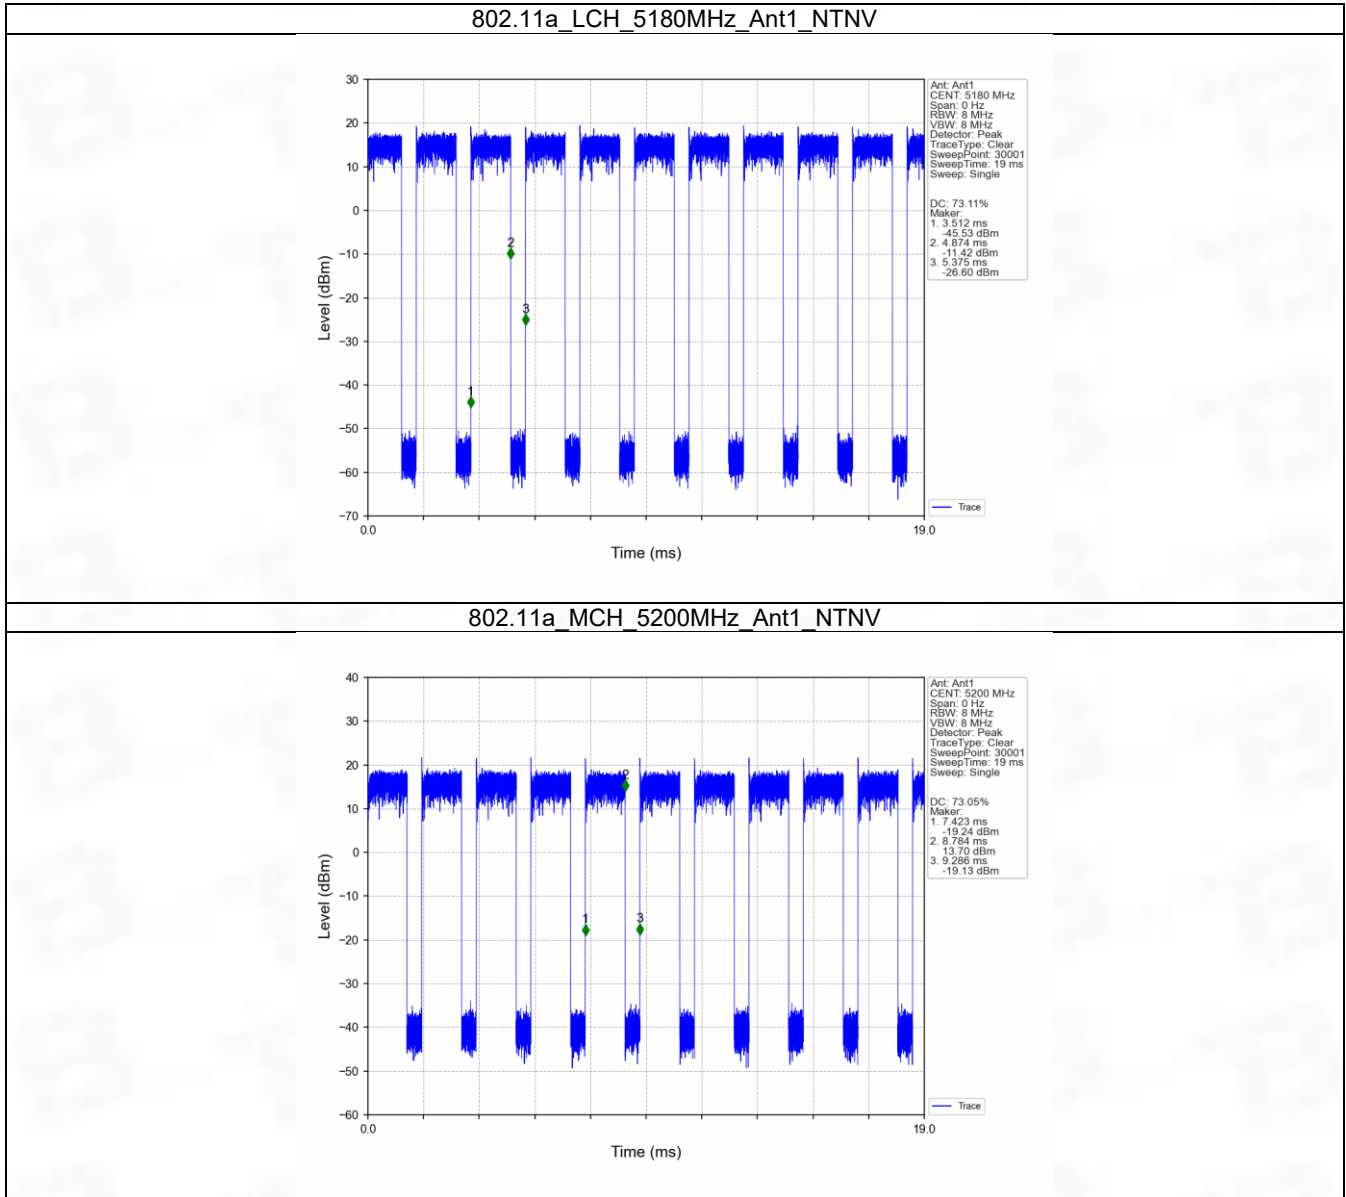 802.11a_LCH_5180MHz_Ant1_NTNV
30
20
10
0
−10
−20
−30
−40
−50
−60
−70
Level (dBm)
1
2
3
0.0
19.0
Time (ms)
Ant: Ant1
CENT: 5180 MHz
Span: 0 Hz
RBW: 8 MHz
VBW: 8 MHz
Detector: Peak
TraceType: Clear
SweepPoint: 30001
SweepTime: 19 ms
Sweep: Single
DC: 73.11%
Maker:
1. 3.512 ms
-45.53 dBm
2. 4.874 ms
-11.42 dBm
3. 5.375 ms
-26.60 dBm
Trace
802.11a_MCH_5200MHz_Ant1_NTNV
40
30
20
10
0
−10
−20
−30
−40
−50
−60
Level (dBm)
1
2
3
0.0
19.0
Time (ms)
Ant: Ant1
CENT: 5200 MHz
Span: 0 Hz
RBW: 8 MHz
VBW: 8 MHz
Detector: Peak
TraceType: Clear
SweepPoint: 30001
SweepTime: 19 ms
Sweep: Single
DC: 73.05%
Maker:
1. 7.423 ms
-19.24 dBm
2. 8.784 ms
13.70 dBm
3. 9.286 ms
-19.13 dBm
Trace